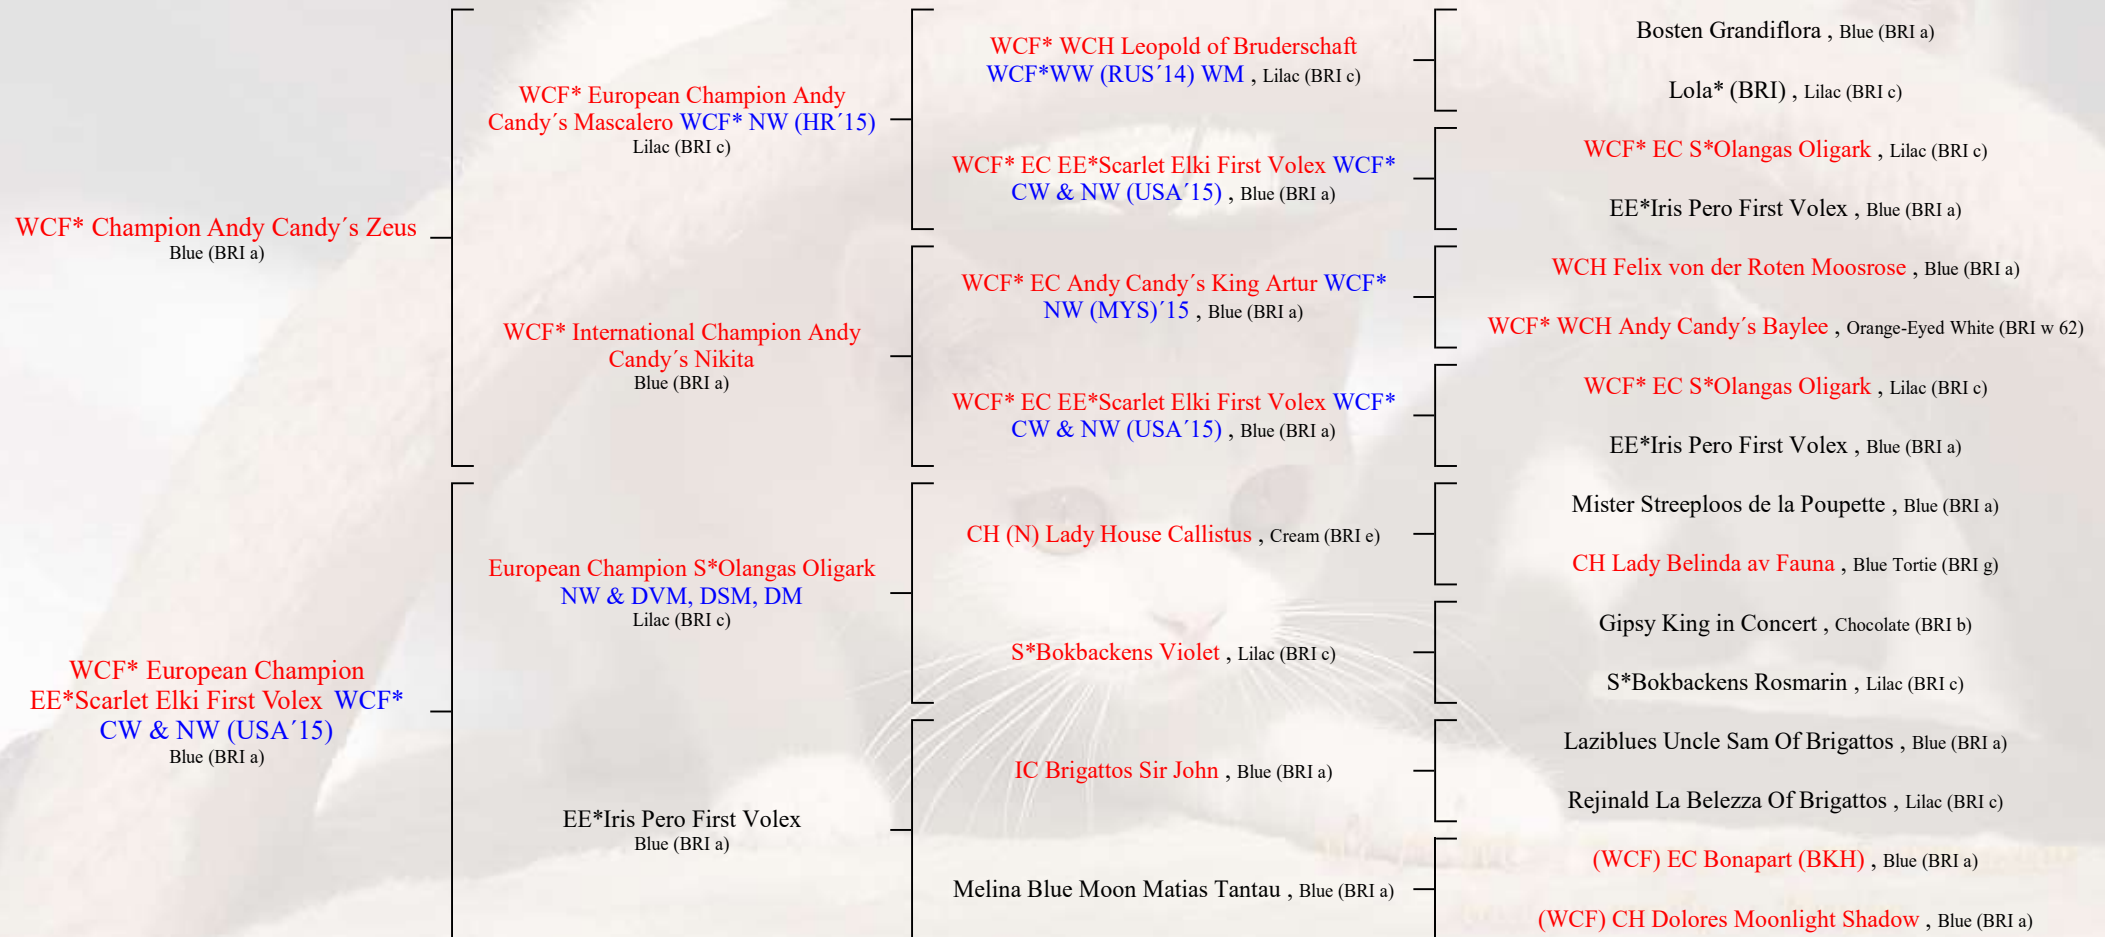 WCF* Champion Andy Candy´s Zeus
Blue (BRI a)
WCF* European Champion
EE*Scarlet Elki First Volex WCF*
CW & NW (USA´15)
Blue (BRI a)
WCF* European Champion Andy
Candy´s Mascalero WCF* NW (HR´15)
Lilac (BRI c)
WCF* International Champion Andy
Candy´s Nikita
Blue (BRI a)
European Champion S*Olangas Oligark
NW & DVM, DSM, DM
Lilac (BRI c)
EE*Iris Pero First Volex
Blue (BRI a)
WCF* WCH Leopold of Bruderschaft
WCF*WW (RUS´14) WM , Lilac (BRI c)
WCF* EC EE*Scarlet Elki First Volex WCF*
CW & NW (USA´15) , Blue (BRI a)
WCF* EC Andy Candy´s King Artur WCF*
NW (MYS)´15 , Blue (BRI a)
WCF* EC EE*Scarlet Elki First Volex WCF*
CW & NW (USA´15) , Blue (BRI a)
CH (N) Lady House Callistus , Cream (BRI e)
S*Bokbackens Violet , Lilac (BRI c)
IC Brigattos Sir John , Blue (BRI a)
Melina Blue Moon Matias Tantau , Blue (BRI a)
Bosten Grandiflora , Blue (BRI a)
Lola* (BRI) , Lilac (BRI c)
WCF* EC S*Olangas Oligark , Lilac (BRI c)
EE*Iris Pero First Volex , Blue (BRI a)
WCH Felix von der Roten Moosrose , Blue (BRI a)
WCF* WCH Andy Candy´s Baylee , Orange-Eyed White (BRI w 62)
WCF* EC S*Olangas Oligark , Lilac (BRI c)
EE*Iris Pero First Volex , Blue (BRI a)
Mister Streeploos de la Poupette , Blue (BRI a)
CH Lady Belinda av Fauna , Blue Tortie (BRI g)
Gipsy King in Concert , Chocolate (BRI b)
S*Bokbackens Rosmarin , Lilac (BRI c)
Laziblues Uncle Sam Of Brigattos , Blue (BRI a)
Rejinald La Belezza Of Brigattos , Lilac (BRI c)
(WCF) EC Bonapart (BKH) , Blue (BRI a)
(WCF) CH Dolores Moonlight Shadow , Blue (BRI a)